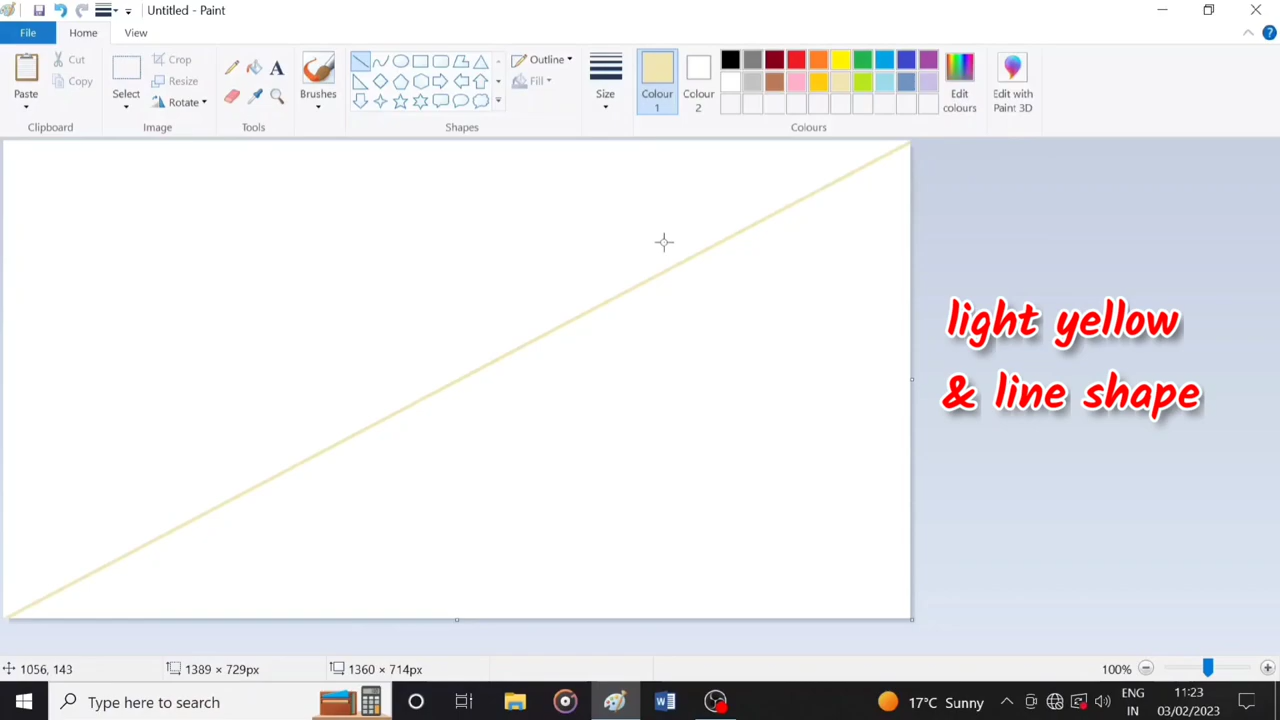 Untitled - Paint
File Home View
Paste
Cut
Copy
Clipboard
Select
Crop
Resize
Rotate
Image
A
Tools
Brushes
Shapes
Outline
Fill
Size
Colour
1
Colour
2
Edit
colours
Edit with
Paint 3D
Colours
light yellow
& line shape
1056, 143
1389 × 729px
1360 × 714px
100%
Type here to search
17°C Sunny
ENG
IN
11:23
03/02/2023